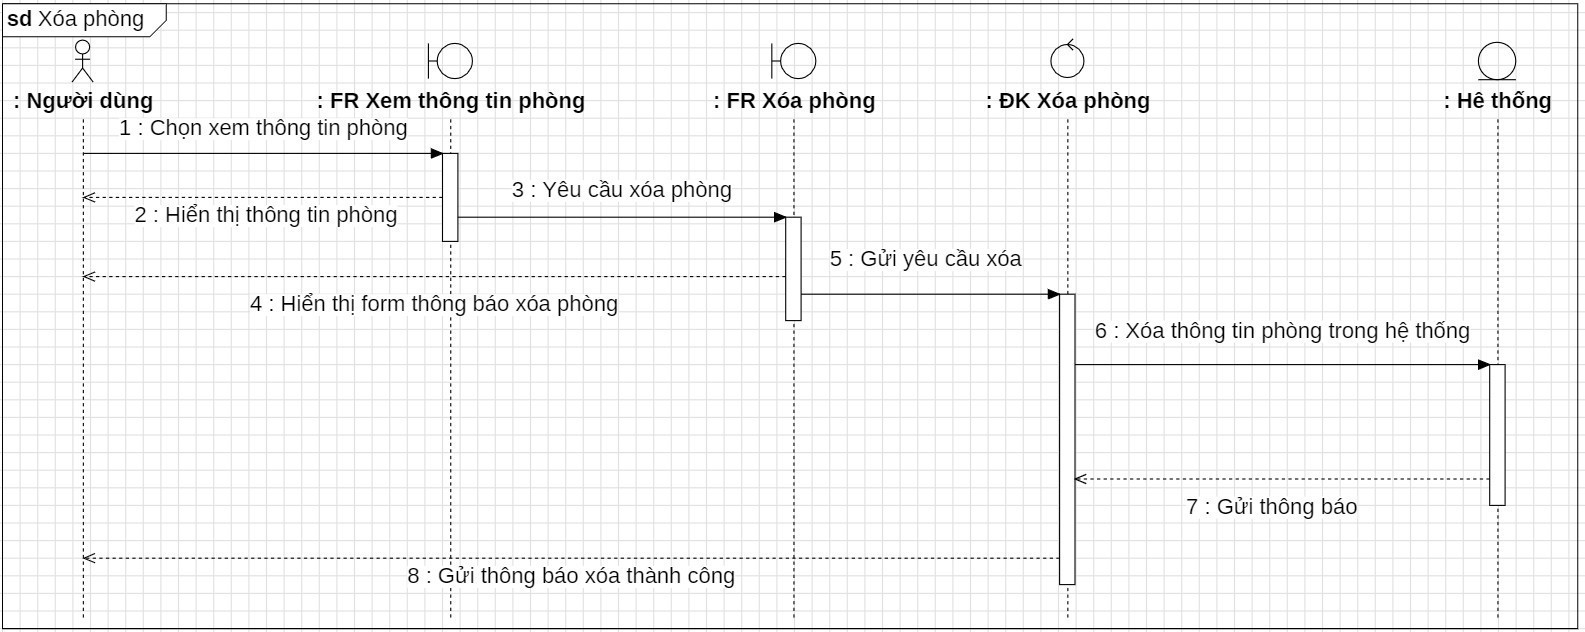 sd Xóa phòng
: Người dùng
: FR Xem thông tin phòng
: FR Xóa phòng
: ĐK Xóa phòng
: Hê thống
1 : Chọn xem thông tin phòng
2 : Hiển thị thông tin phòng
3 : Yêu cầu xóa phòng
4 : Hiển thị form thông báo xóa phòng
5 : Gửi yêu cầu xóa
6 : Xóa thông tin phòng trong hệ thống
7 : Gửi thông báo
8 : Gửi thông báo xóa thành công